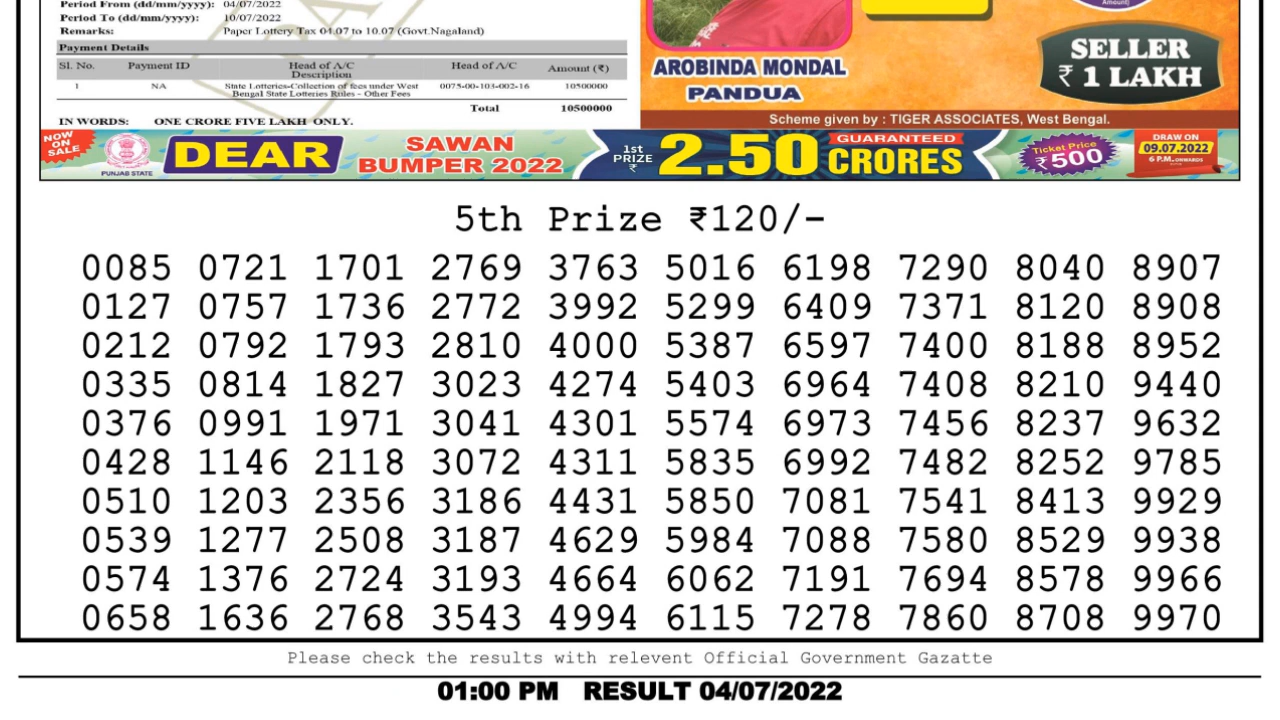 Period From (dd/mm/yyyy): 04/07/2022
Period To (dd/mm/yyyy): 10/07/2022
Remarks: Paper Lottery Tax 04.07 to 10.07 (Govt.Nagaland)
Payment Details
Sl. No. Payment ID Head of A/C Description Head of A/C Amount (₹)
1 NA State Lotteries-Collection of fees under West Bengal State Lotteries Rules - Other Fees 0075-00-103-002-16 10500000
Total 10500000
IN WORDS: ONE CRORE FIVE LAKH ONLY.
Amount)
AROBINDA MONDAL
PANDUA
SELLER
₹ 1 LAKH
Scheme given by : TIGER ASSOCIATES, West Bengal.
NOW ON SALE
PUNJAB STATE
DEAR
SAWAN
BUMPER 2022
1st PRIZE ₹
2.50
GUARANTEED
CRORES
Ticket Price
₹500
DRAW ON
09.07.2022
6 P.M. ONWARDS
5th Prize ₹120/-
0085 0721 1701 2769 3763 5016 6198 7290 8040 8907
0127 0757 1736 2772 3992 5299 6409 7371 8120 8908
0212 0792 1793 2810 4000 5387 6597 7400 8188 8952
0335 0814 1827 3023 4274 5403 6964 7408 8210 9440
0376 0991 1971 3041 4301 5574 6973 7456 8237 9632
0428 1146 2118 3072 4311 5835 6992 7482 8252 9785
0510 1203 2356 3186 4431 5850 7081 7541 8413 9929
0539 1277 2508 3187 4629 5984 7088 7580 8529 9938
0574 1376 2724 3193 4664 6062 7191 7694 8578 9966
0658 1636 2768 3543 4994 6115 7278 7860 8708 9970
Please check the results with relevent Official Government Gazatte
01:00 PM RESULT 04/07/2022